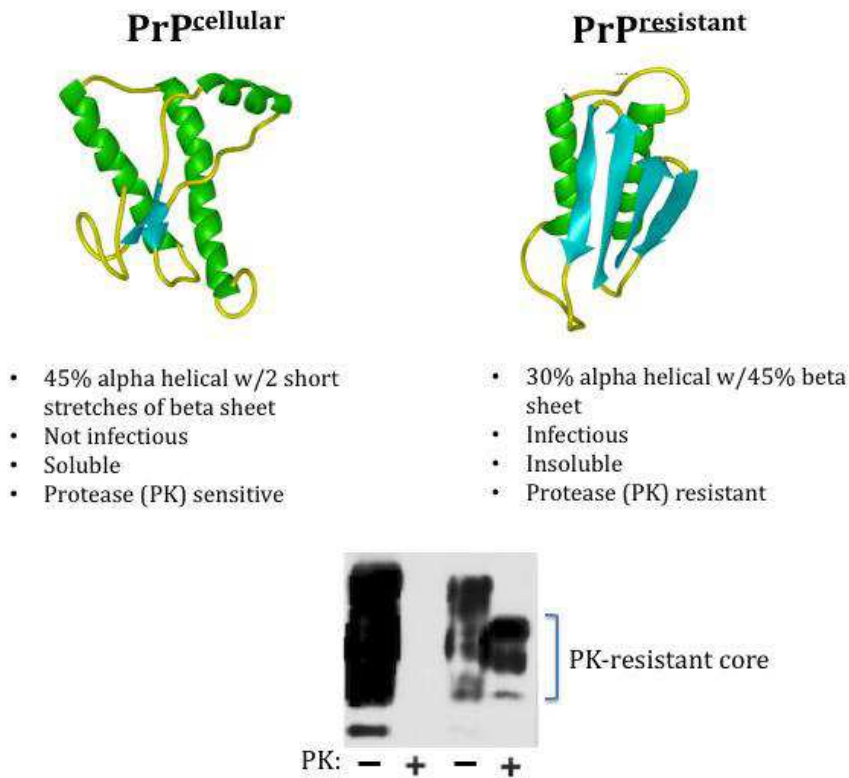 PrPcellular
PrPresistant
• 45% alpha helical w/2 short
stretches of beta sheet
• Not infectious
• Soluble
• Protease (PK) sensitive
• 30% alpha helical w/45% beta
sheet
• Infectious
• Insoluble
• Protease (PK) resistant
PK-resistant core
PK: – + – +